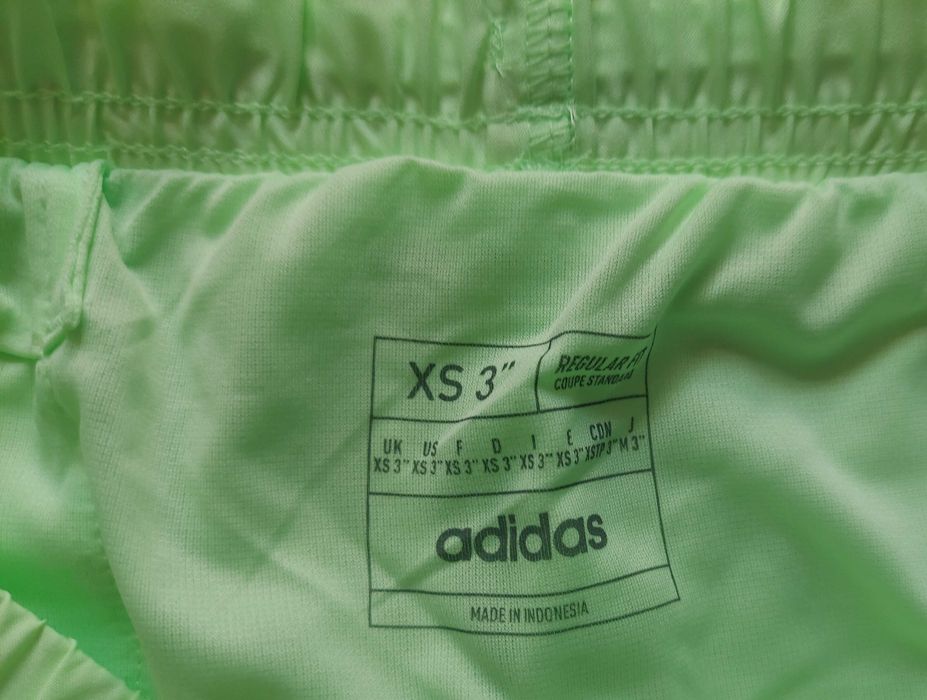 XS 3"
REGULAR FIT
COUPE STANDARD
UK US F D I E CDN J
XS 3" XS 3" XS 3" XS 3" XS 3" XS 3" XSTP 3" M 3"
adidas
MADE IN INDONESIA